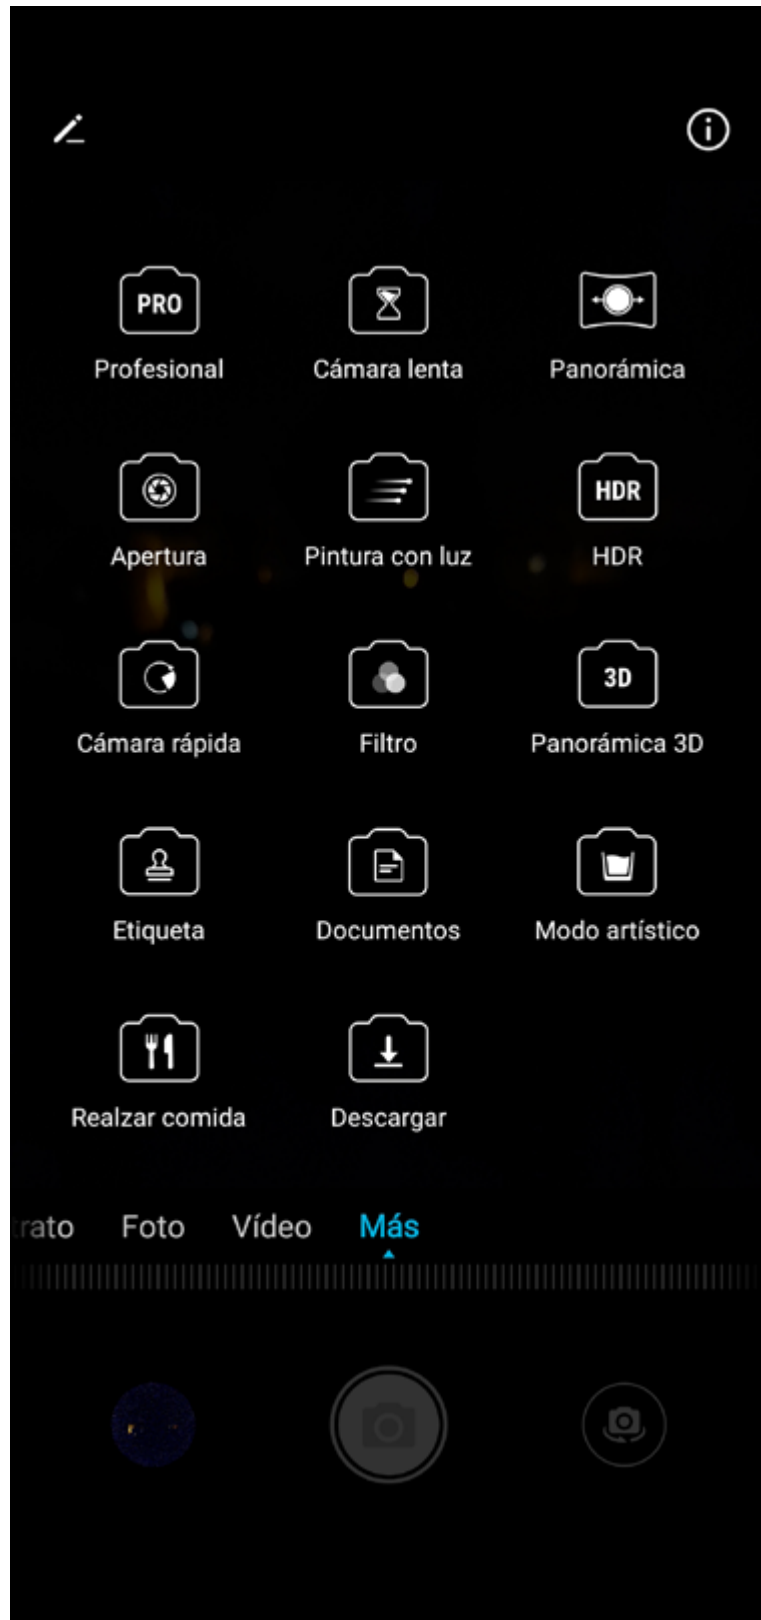 PRO
Profesional
Cámara lenta
Panorámica
Apertura
Pintura con luz
HDR
HDR
Cámara rápida
Filtro
3D
Panorámica 3D
Etiqueta
Documentos
Modo artístico
Realzar comida
Descargar
rato Foto Vídeo Más